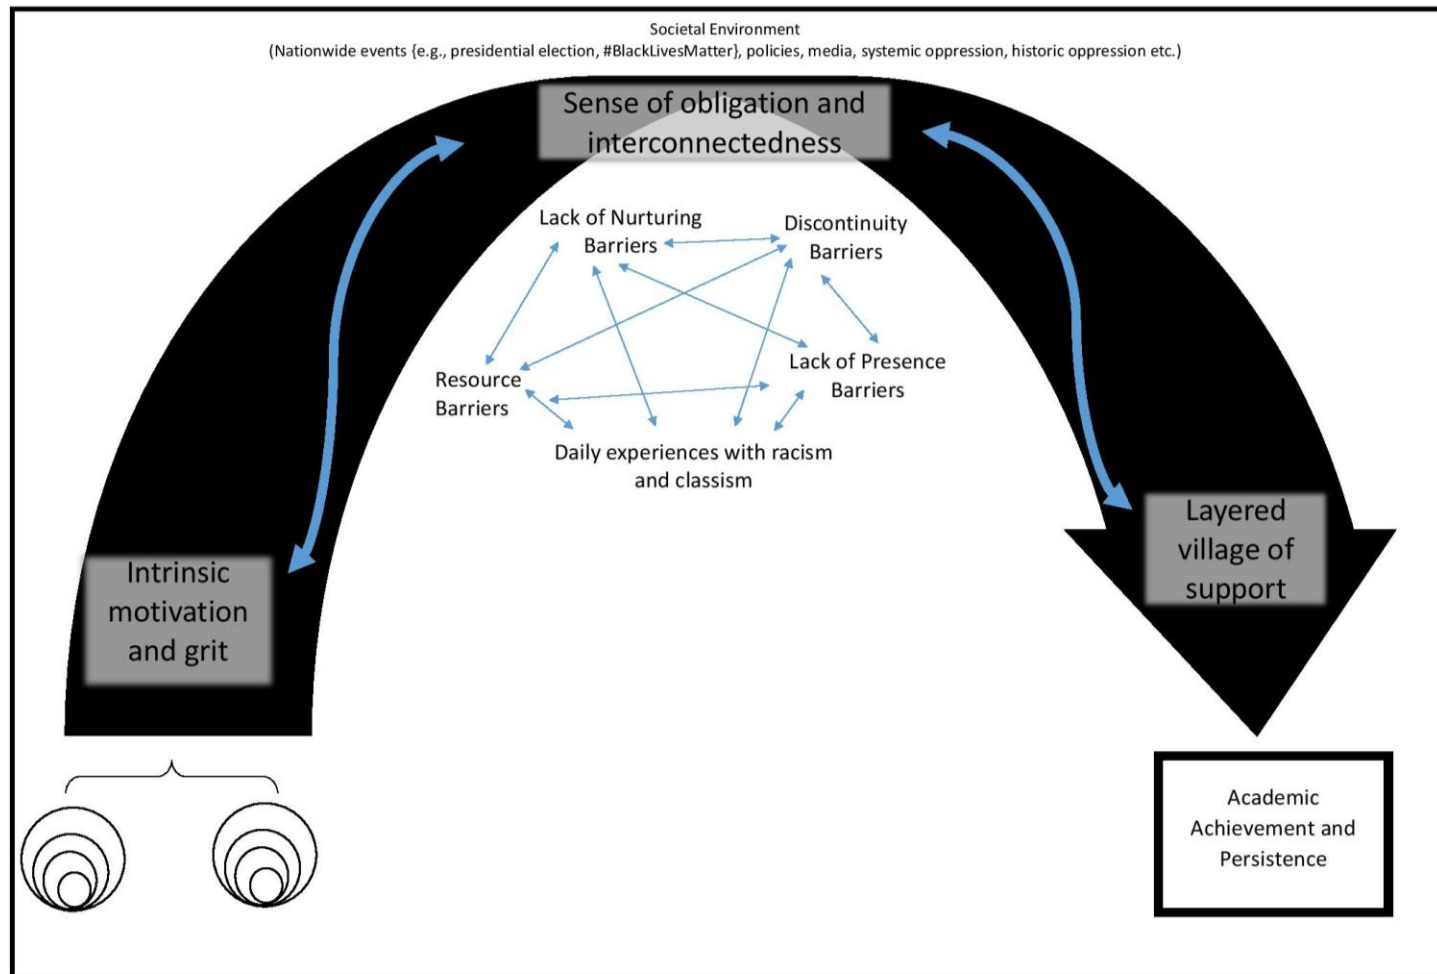 Societal Environment
(Nationwide events {e.g., presidential election, #BlackLivesMatter}, policies, media, systemic oppression, historic oppression etc.)
Sense of obligation and
interconnectedness
Lack of Nurturing
Barriers
Discontinuity
Barriers
Resource
Barriers
Lack of Presence
Barriers
Daily experiences with racism
and classism
Intrinsic
motivation
and grit
Layered
village of
support
Academic
Achievement and
Persistence